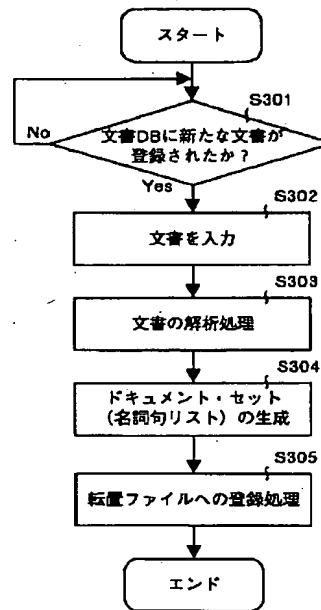 スタート
S301
文書DBに新たな文書が
登録されたか?
No
Yes
S302
文書を入力
S303
文書の解析処理
S304
ドキュメント・セット
(名詞句リスト)の生成
S305
転置ファイルへの登録処理
エンド